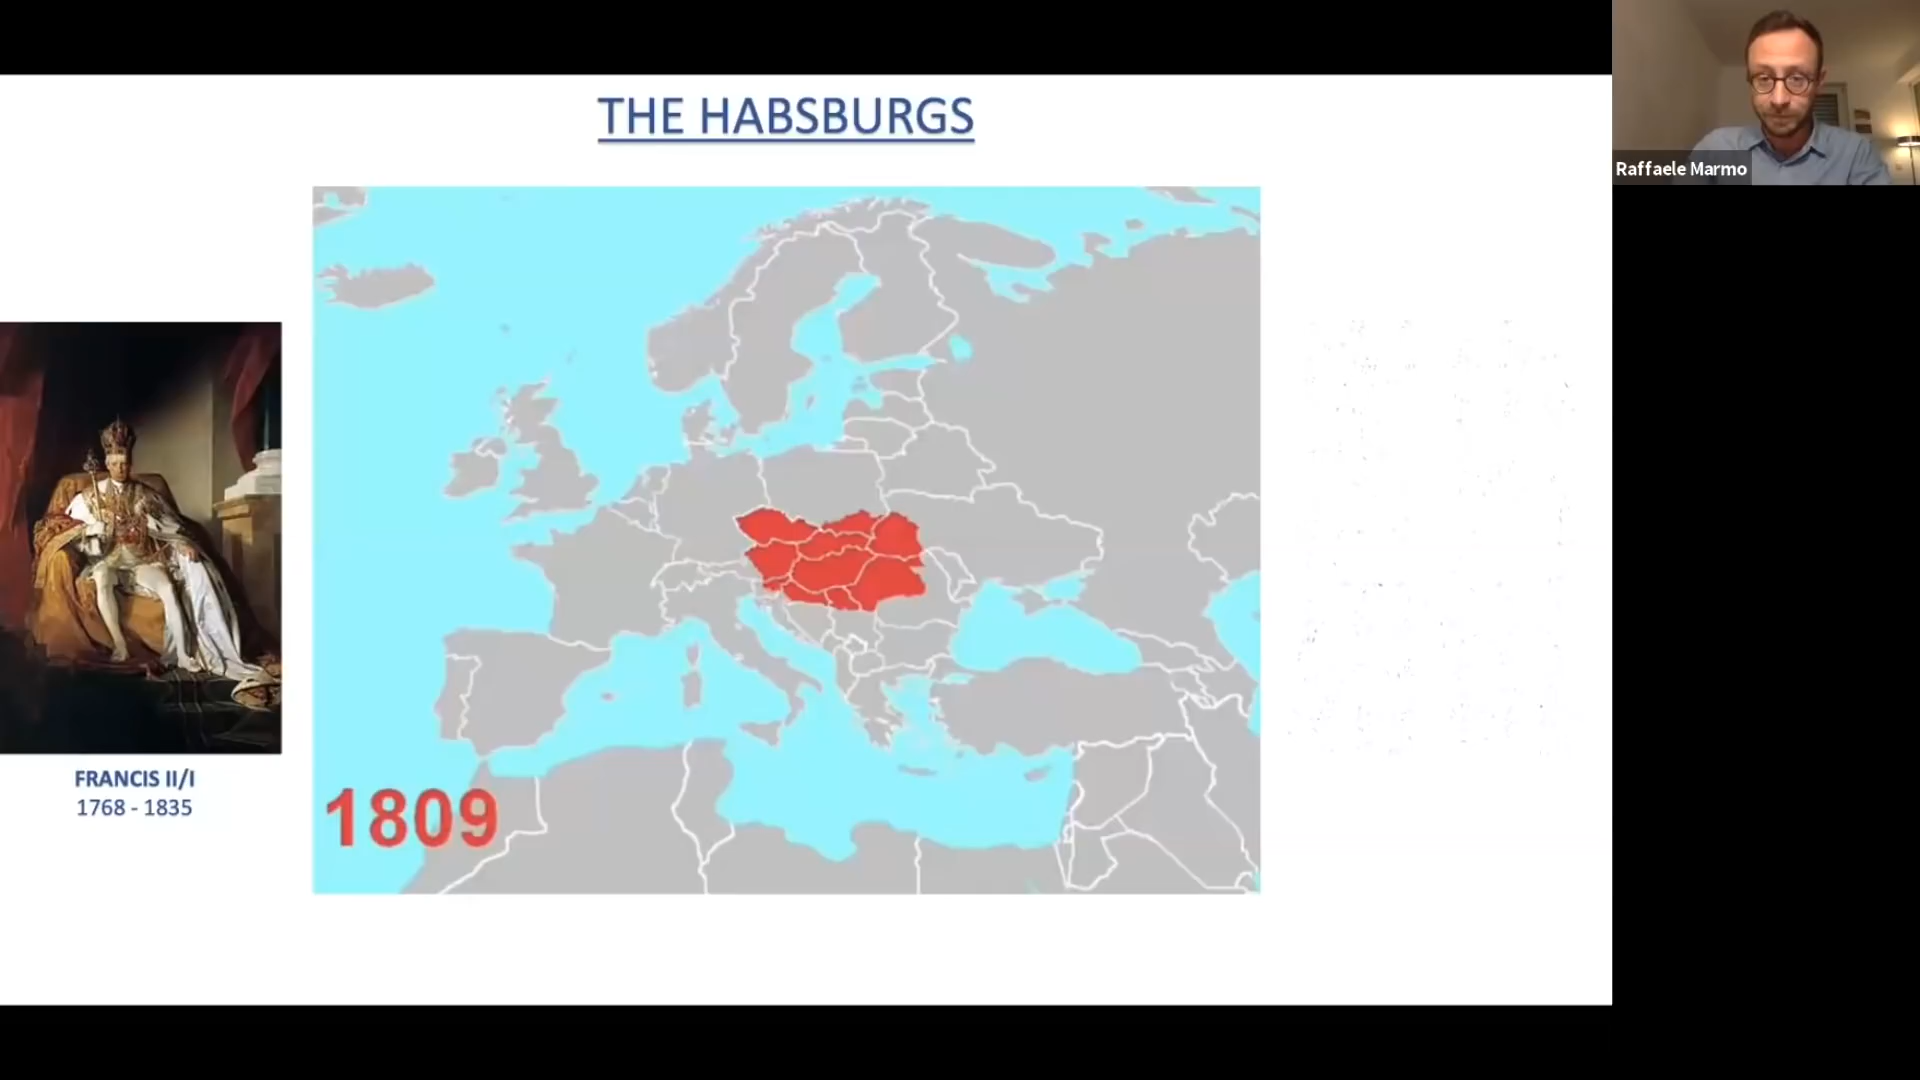 THE HABSBURGS
Raffaele Marmo
FRANCIS II/I
1768 - 1835
1809